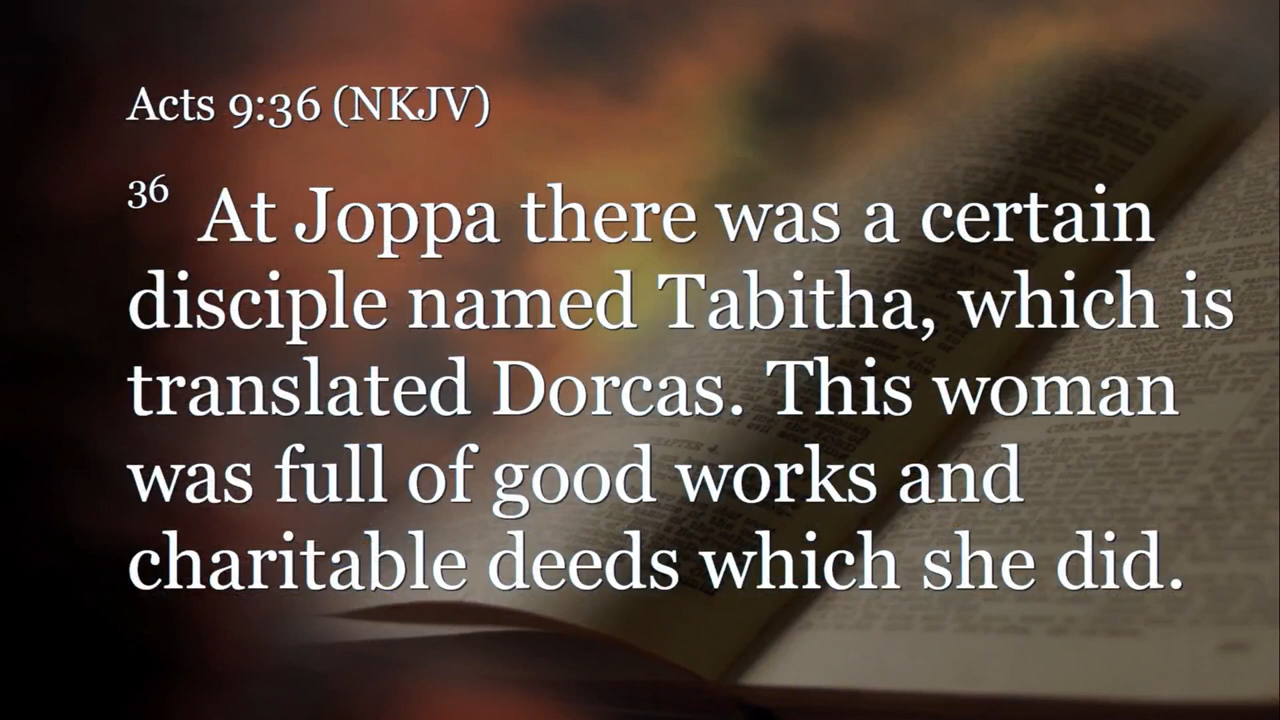 Acts 9:36 (NKJV)
36 At Joppa there was a certain
disciple named Tabitha, which is
translated Dorcas. This woman
was full of good works and
charitable deeds which she did.